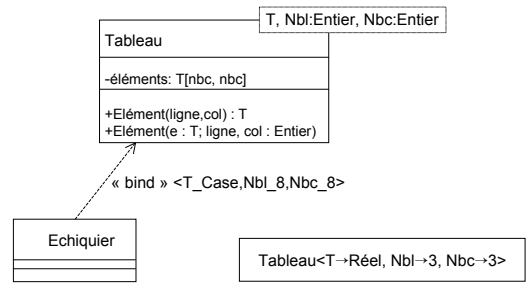 T, Nbl:Entier, Nbc:Entier
Tableau
-éléments: T[nbc, nbc]
+Elément(ligne,col) : T
+Elément(e : T; ligne, col : Entier)
« bind » <T_Case,Nbl_8,Nbc_8>
Echiquier
Tableau<T→Réel, Nbl→3, Nbc→3>